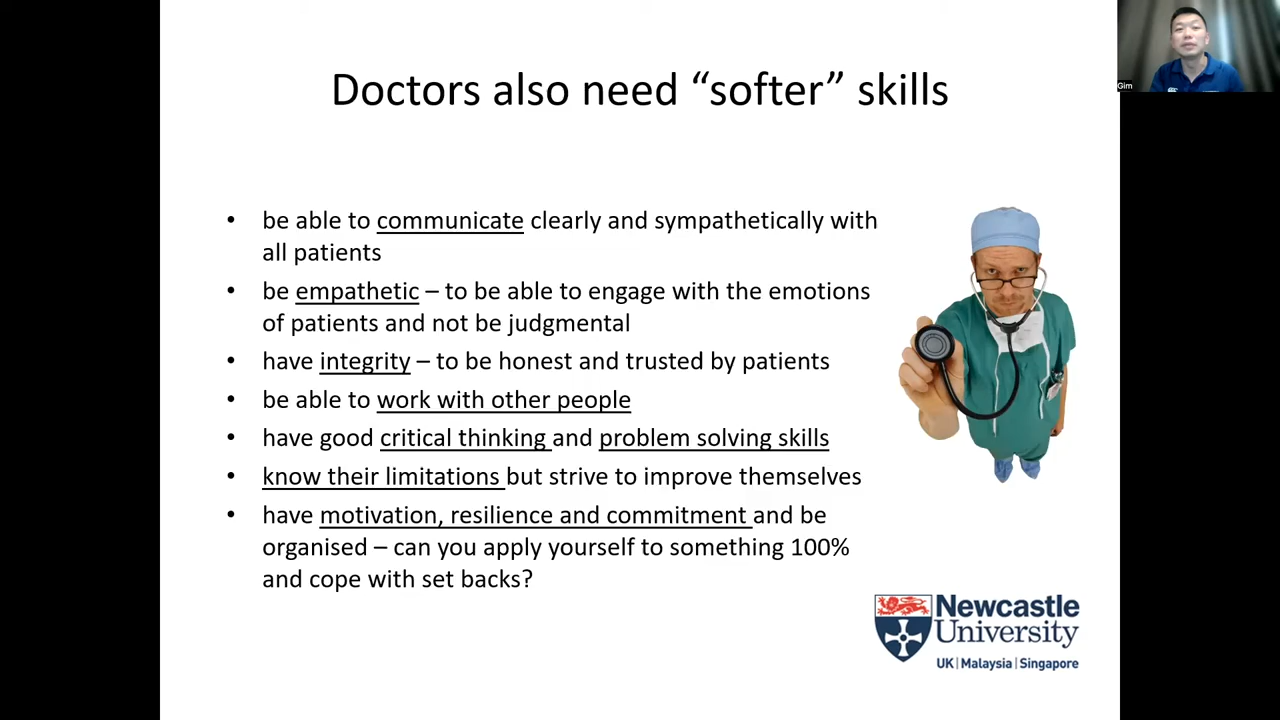 Doctors also need “softer” skills
Gim
• be able to communicate clearly and sympathetically with
all patients
• be empathetic – to be able to engage with the emotions
of patients and not be judgmental
• have integrity – to be honest and trusted by patients
• be able to work with other people
• have good critical thinking and problem solving skills
• know their limitations but strive to improve themselves
• have motivation, resilience and commitment and be
organised – can you apply yourself to something 100%
and cope with set backs?
Newcastle
University
UK | Malaysia | Singapore